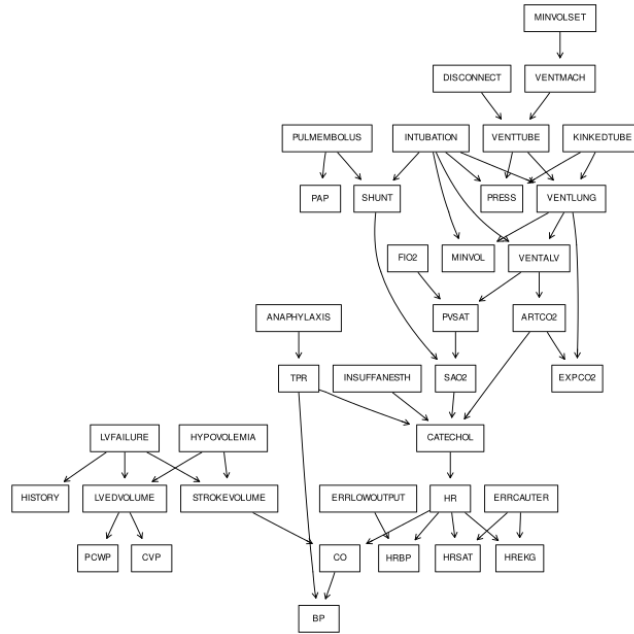 MINVOLSET
DISCONNECT
VENTMACH
PULMEMBOLUS
INTUBATION
VENTTUBE
KINKEDTUBE
PAP
SHUNT
PRESS
VENTLUNG
FIO2
MINVOL
VENTALV
ANAPHYLAXIS
PVSAT
ARTCO2
TPR
INSUFFANESTH
SAO2
EXPCO2
LVFAILURE
HYPOVOLEMIA
CATECHOL
HISTORY
LVEDVOLUME
STROKEVOLUME
ERRLOWOUTPUT
HR
ERRCAUTER
PCWP
CVP
CO
HRBP
HRSAT
HREKG
BP